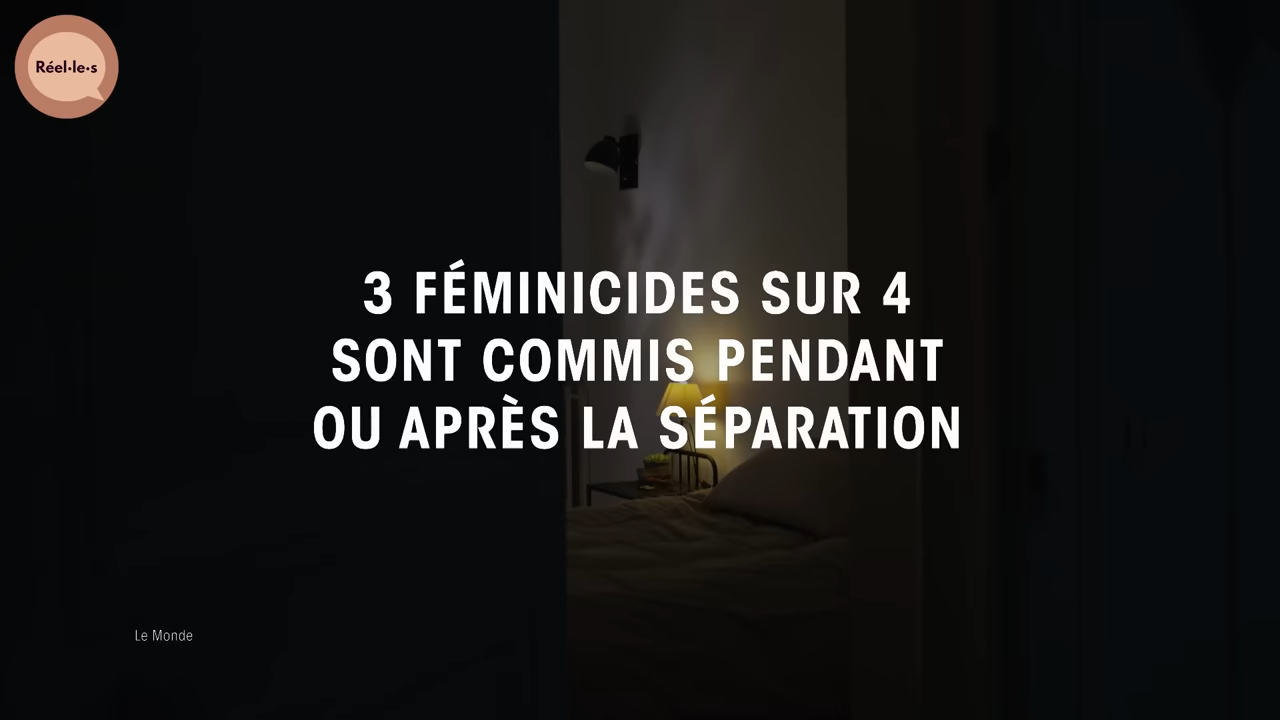 Réel·le·s
3 FÉMINICIDES SUR 4
SONT COMMIS PENDANT
OU APRÈS LA SÉPARATION
Le Monde